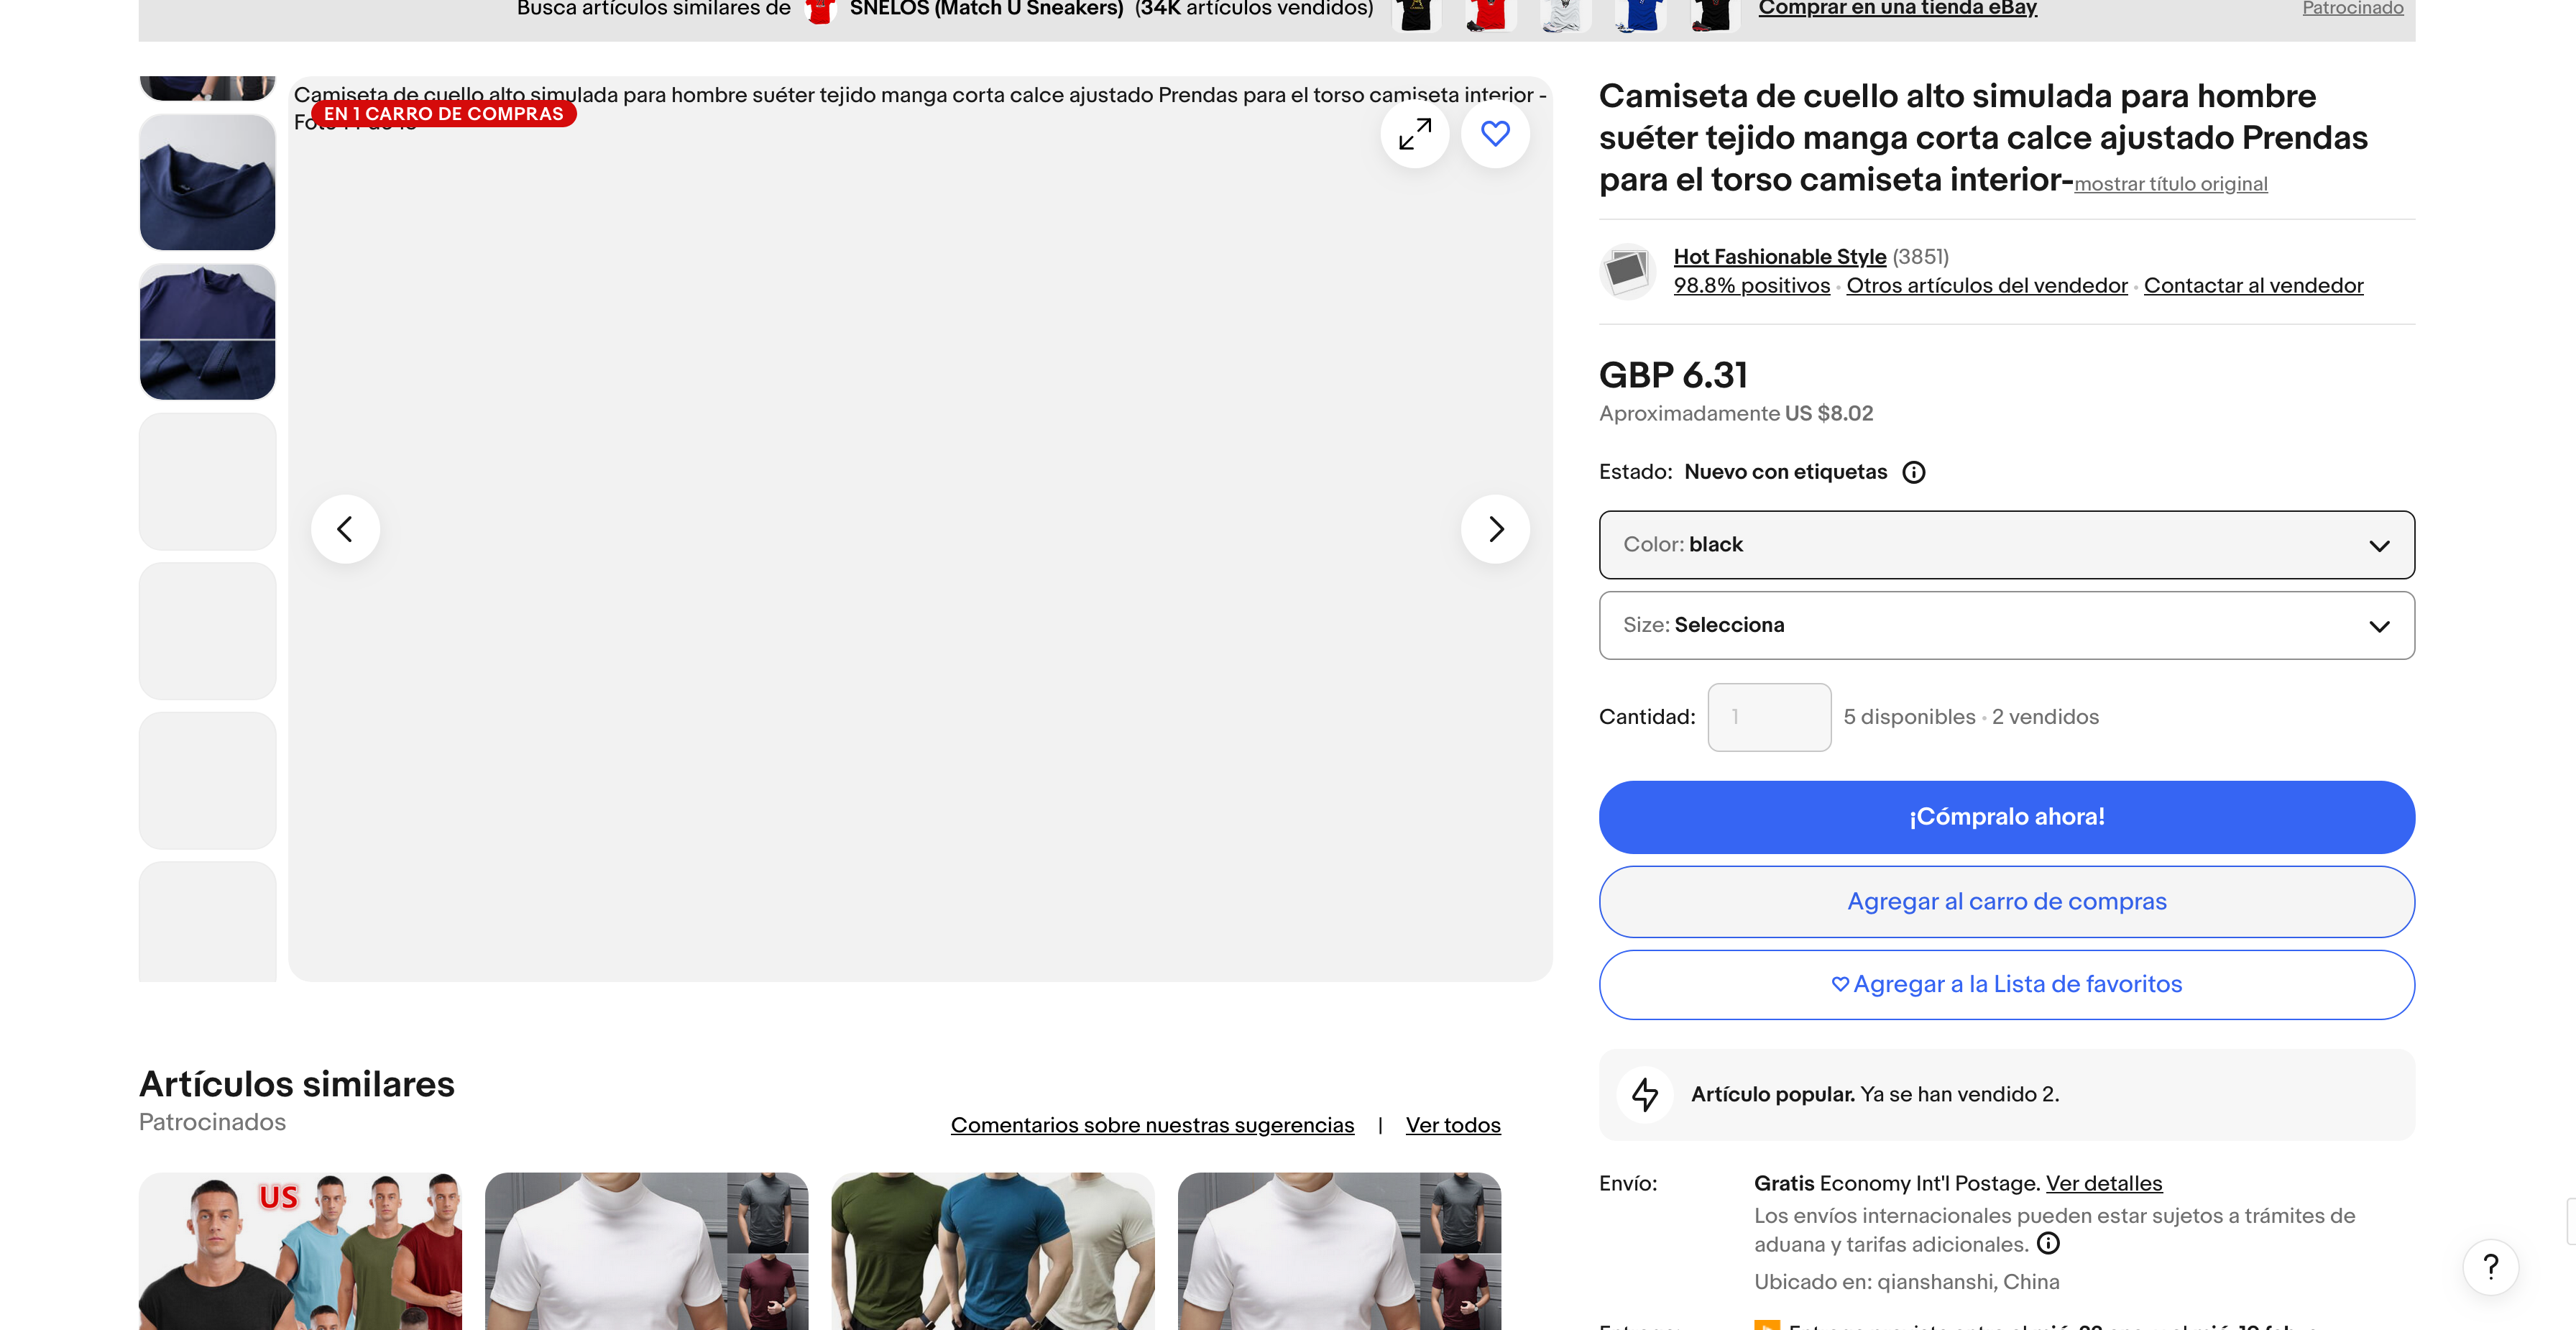 Busca artículos similares de SNELOS (Match U Sneakers) (34K artículos vendidos) Comprar en una tienda eBay Patrocinado
Camiseta de cuello alto simulada para hombre suéter tejido manga corta calce ajustado Prendas para el torso camiseta interior -
EN 1 CARRO DE COMPRAS
Camiseta de cuello alto simulada para hombre
suéter tejido manga corta calce ajustado Prendas
para el torso camiseta interior-mostrar título original
Hot Fashionable Style (3851)
98.8% positivos · Otros artículos del vendedor · Contactar al vendedor
GBP 6.31
Aproximadamente US $8.02
Estado: Nuevo con etiquetas
Color: black
Size: Selecciona
Cantidad: 1 5 disponibles · 2 vendidos
¡Cómpralo ahora!
Agregar al carro de compras
Agregar a la Lista de favoritos
Artículo popular. Ya se han vendido 2.
Envío: Gratis Economy Int'l Postage. Ver detalles
Los envíos internacionales pueden estar sujetos a trámites de
aduana y tarifas adicionales.
Ubicado en: qianshanshi, China
Artículos similares
Patrocinados
Comentarios sobre nuestras sugerencias | Ver todos
US
?